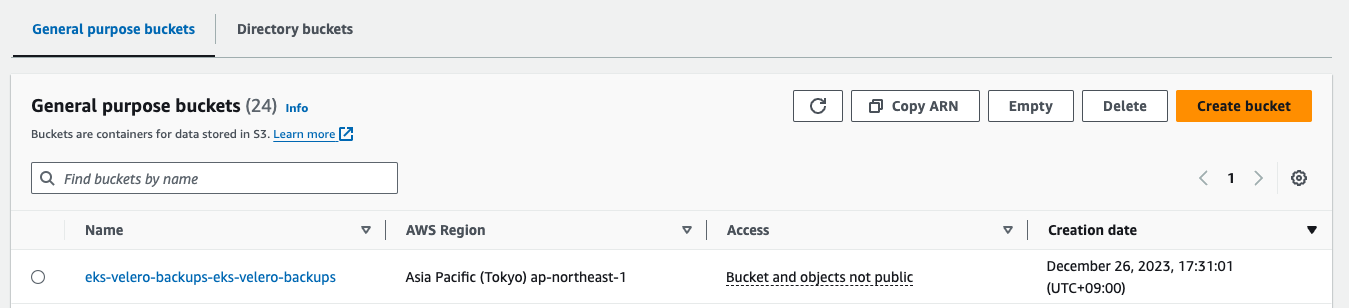 General purpose buckets Directory buckets
General purpose buckets (24) Info
Copy ARN Empty Delete Create bucket
Buckets are containers for data stored in S3. Learn more
Find buckets by name
1
Name AWS Region Access Creation date
eks-velero-backups-eks-velero-backups Asia Pacific (Tokyo) ap-northeast-1 Bucket and objects not public December 26, 2023, 17:31:01
(UTC+09:00)